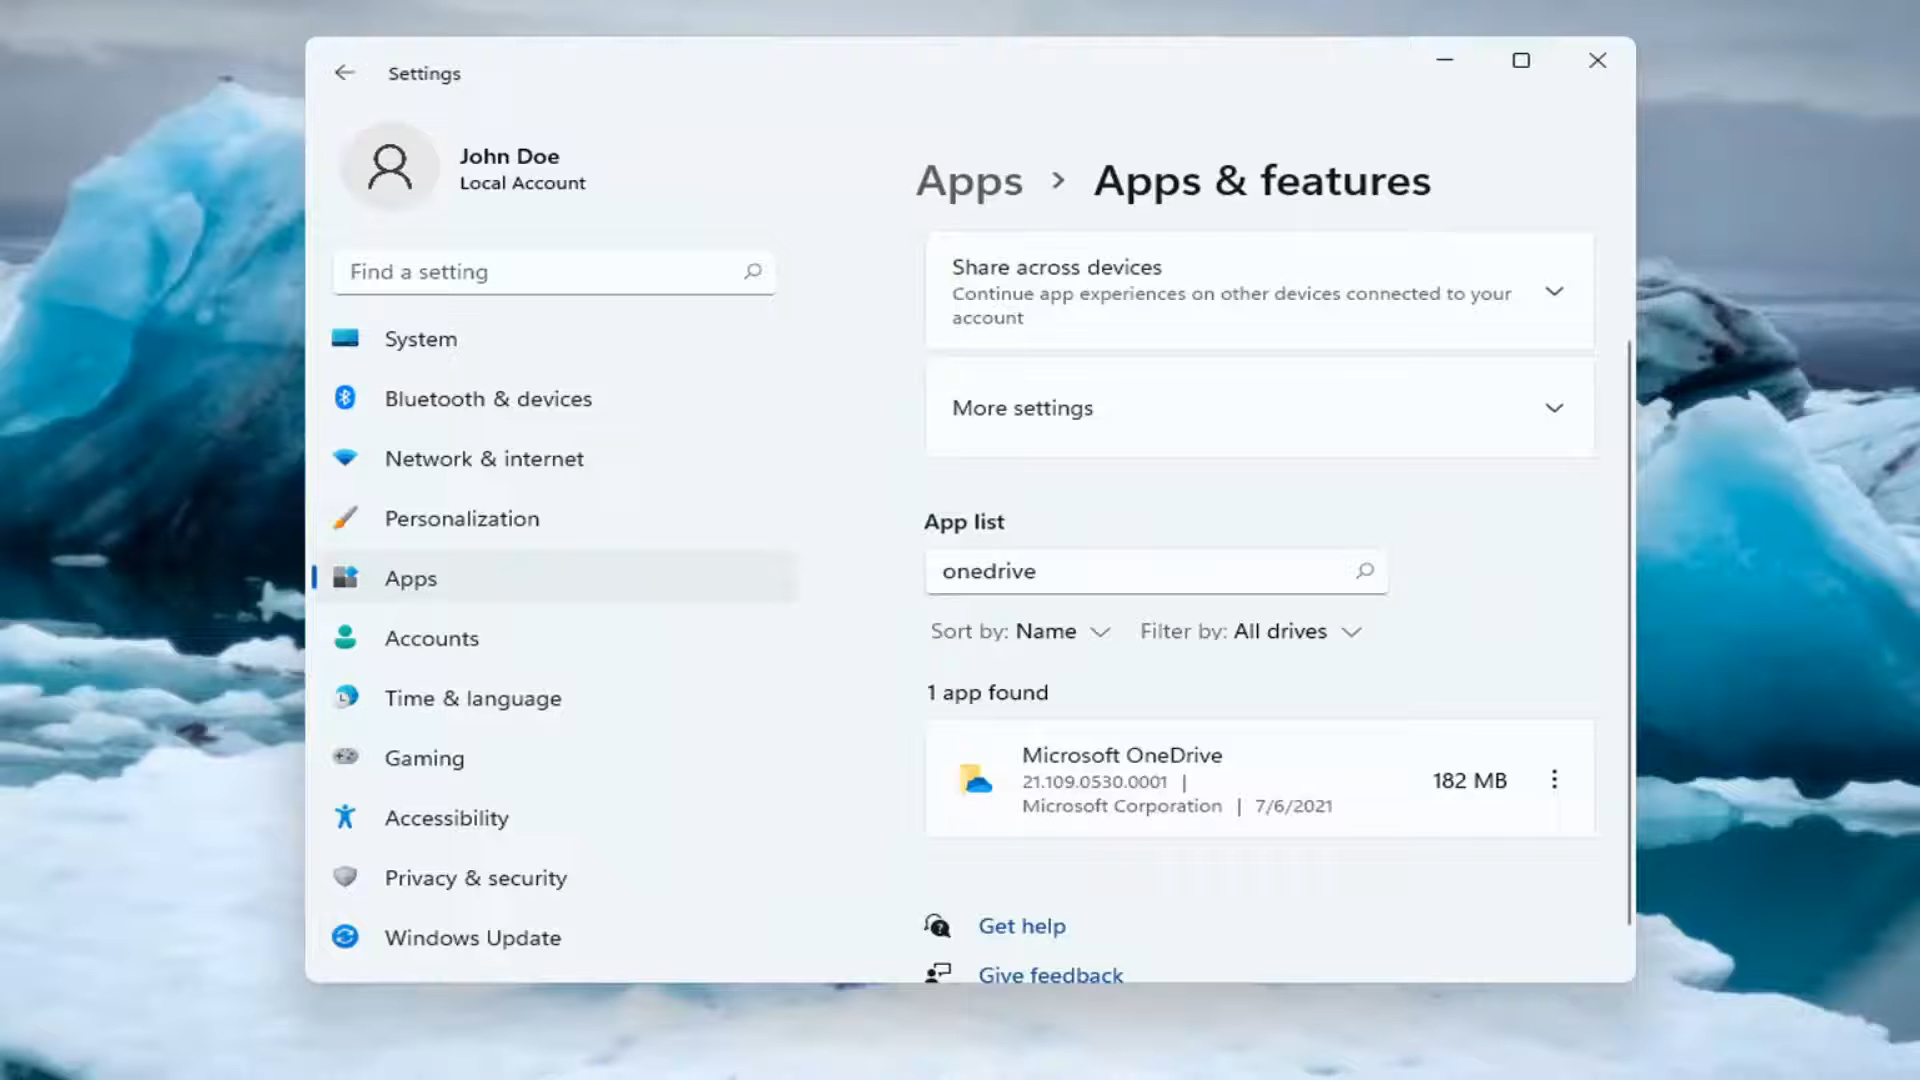 Settings
John Doe
Local Account
Find a setting
System
Bluetooth & devices
Network & internet
Personalization
Apps
Accounts
Time & language
Gaming
Accessibility
Privacy & security
Windows Update
Apps > Apps & features
Share across devices
Continue app experiences on other devices connected to your
account
More settings
App list
onedrive
Sort by: Name Filter by: All drives
1 app found
Microsoft OneDrive
21.109.0530.0001 |
Microsoft Corporation | 7/6/2021
182 MB
Get help
Give feedback